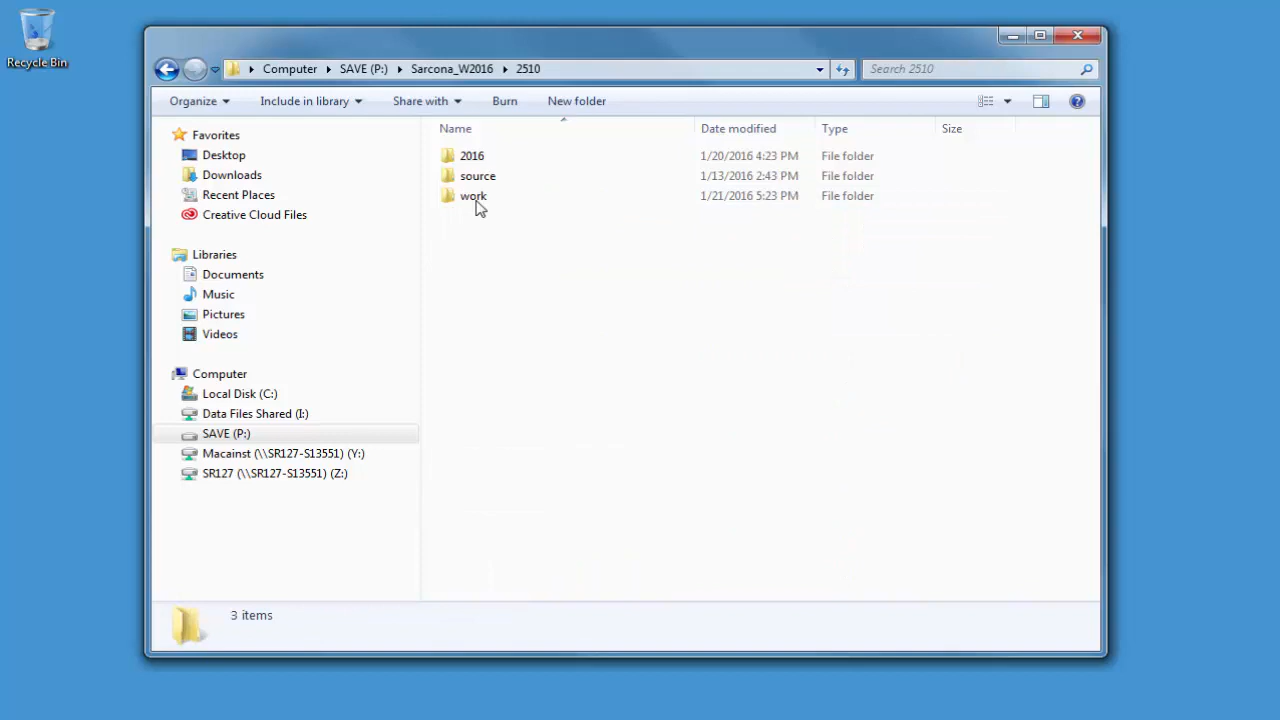 Recycle Bin
Computer SAVE (P:) Sarcona_W2016 2510 Search 2510
Organize Include in library Share with Burn New folder
Name Date modified Type Size
2016 1/20/2016 4:23 PM File folder
source 1/13/2016 2:43 PM File folder
work 1/21/2016 5:23 PM File folder
Favorites
Desktop
Downloads
Recent Places
Creative Cloud Files
Libraries
Documents
Music
Pictures
Videos
Computer
Local Disk (C:)
Data Files Shared (I:)
SAVE (P:)
Macainst (\\SR127-S13551) (Y:)
SR127 (\\SR127-S13551) (Z:)
3 items